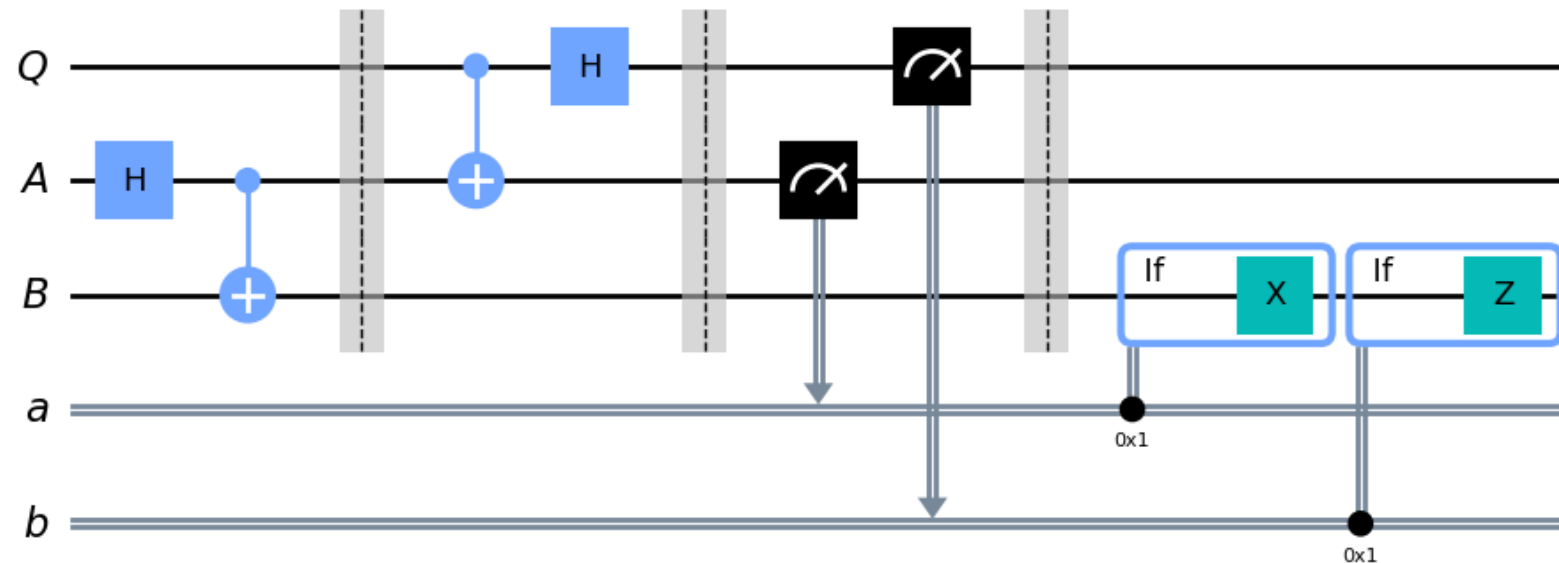 Q H
A H
B If X If Z
a 0x1
b 0x1